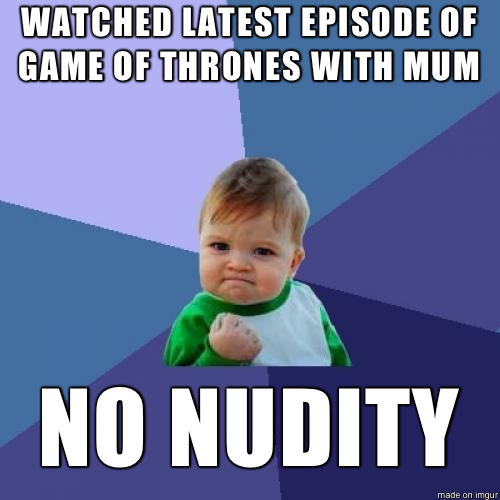 WATCHED LATEST EPISODE OF
GAME OF THRONES WITH MUM
NO NUDITY
made on imgur